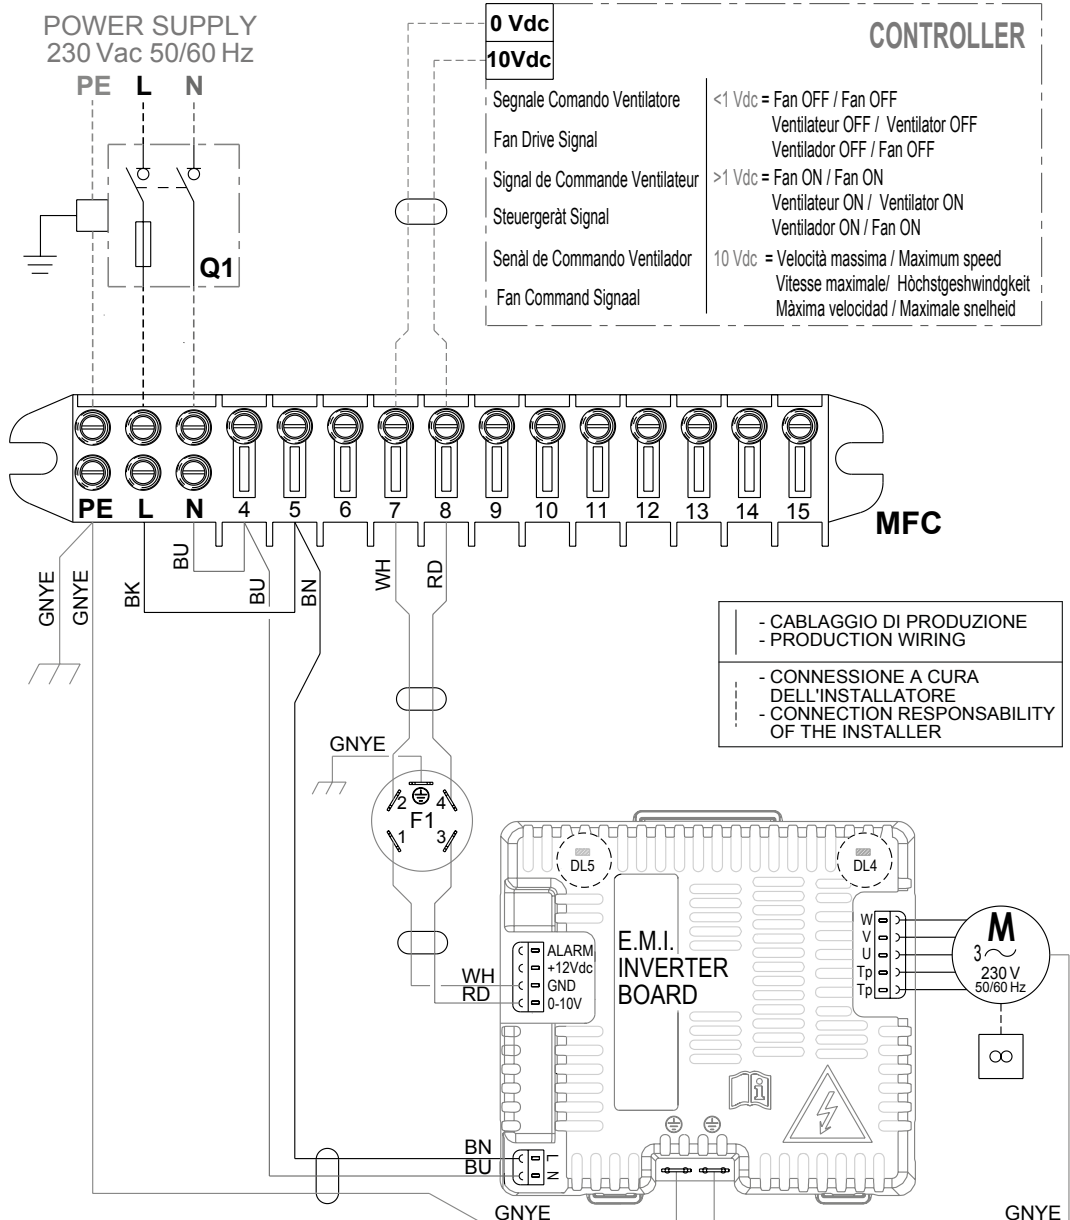 POWER SUPPLY
230 Vac 50/60 Hz
PE L N
Q1
0 Vdc
10Vdc
CONTROLLER
Segnale Comando Ventilatore
Fan Drive Signal
Signal de Commande Ventilateur
Steuergeràt Signal
Senàl de Commando Ventilador
Fan Command Signaal
<1 Vdc = Fan OFF / Fan OFF
Ventilateur OFF / Ventilator OFF
Ventilador OFF / Fan OFF
>1 Vdc = Fan ON / Fan ON
Ventilateur ON / Ventilator ON
Ventilador ON / Fan ON
10 Vdc = Velocità massima / Maximum speed
Vitesse maximale/ Hòchstgeshwindgkeit
Màxima velocidad / Maximale snelheid
PE L N 4 5 6 7 8 9 10 11 12 13 14 15
MFC
GNYE
GNYE
BK
BU
BU
BN
WH
RD
- CABLAGGIO DI PRODUZIONE
- PRODUCTION WIRING
- CONNESSIONE A CURA
DELL'INSTALLATORE
- CONNECTION RESPONSABILITY
OF THE INSTALLER
GNYE
2 4
F1
1 3
DL5
DL4
ALARM
+12Vdc
GND
0-10V
WH
RD
E.M.I.
INVERTER
BOARD
W
V
U
Tp
Tp
M
3
230 V
50/60 Hz
i
BN
BU
L
N
GNYE
GNYE